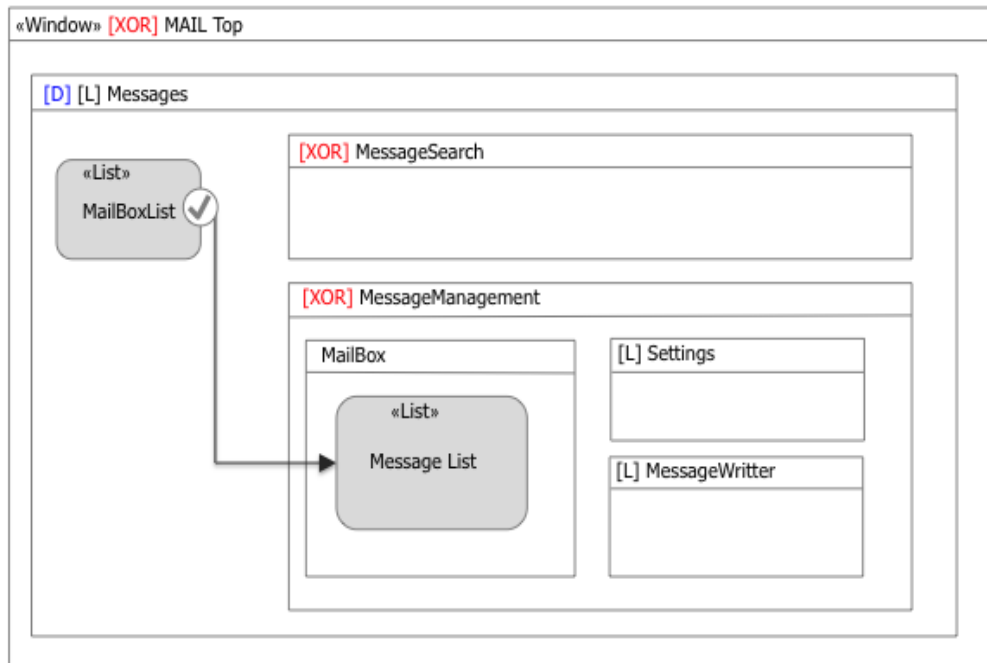 «Window» [XOR] MAIL Top
[D] [L] Messages
«List»
MailBoxList
[XOR] MessageSearch
[XOR] MessageManagement
MailBox
«List»
Message List
[L] Settings
[L] MessageWritter